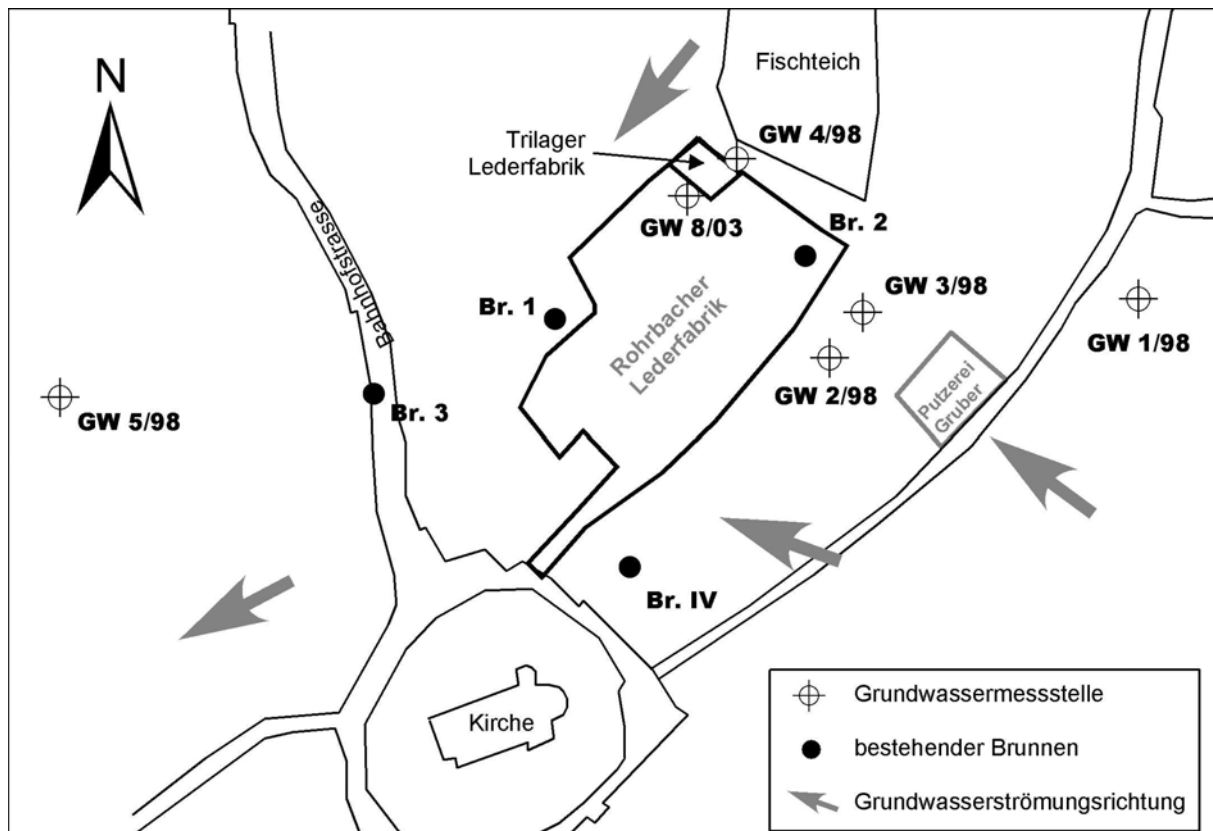 N
Fischteich
Trilager
Lederfabrik
GW 4/98
GW 8/03
Br. 2
Bahnhofstrasse
GW 3/98
Br. 1
Rohrbacher
Lederfabrik
GW 1/98
GW 2/98
Putzerei
Gruber
GW 5/98
Br. 3
Br. IV
Kirche
Grundwassermessstelle
bestehender Brunnen
Grundwasserströmungsrichtung